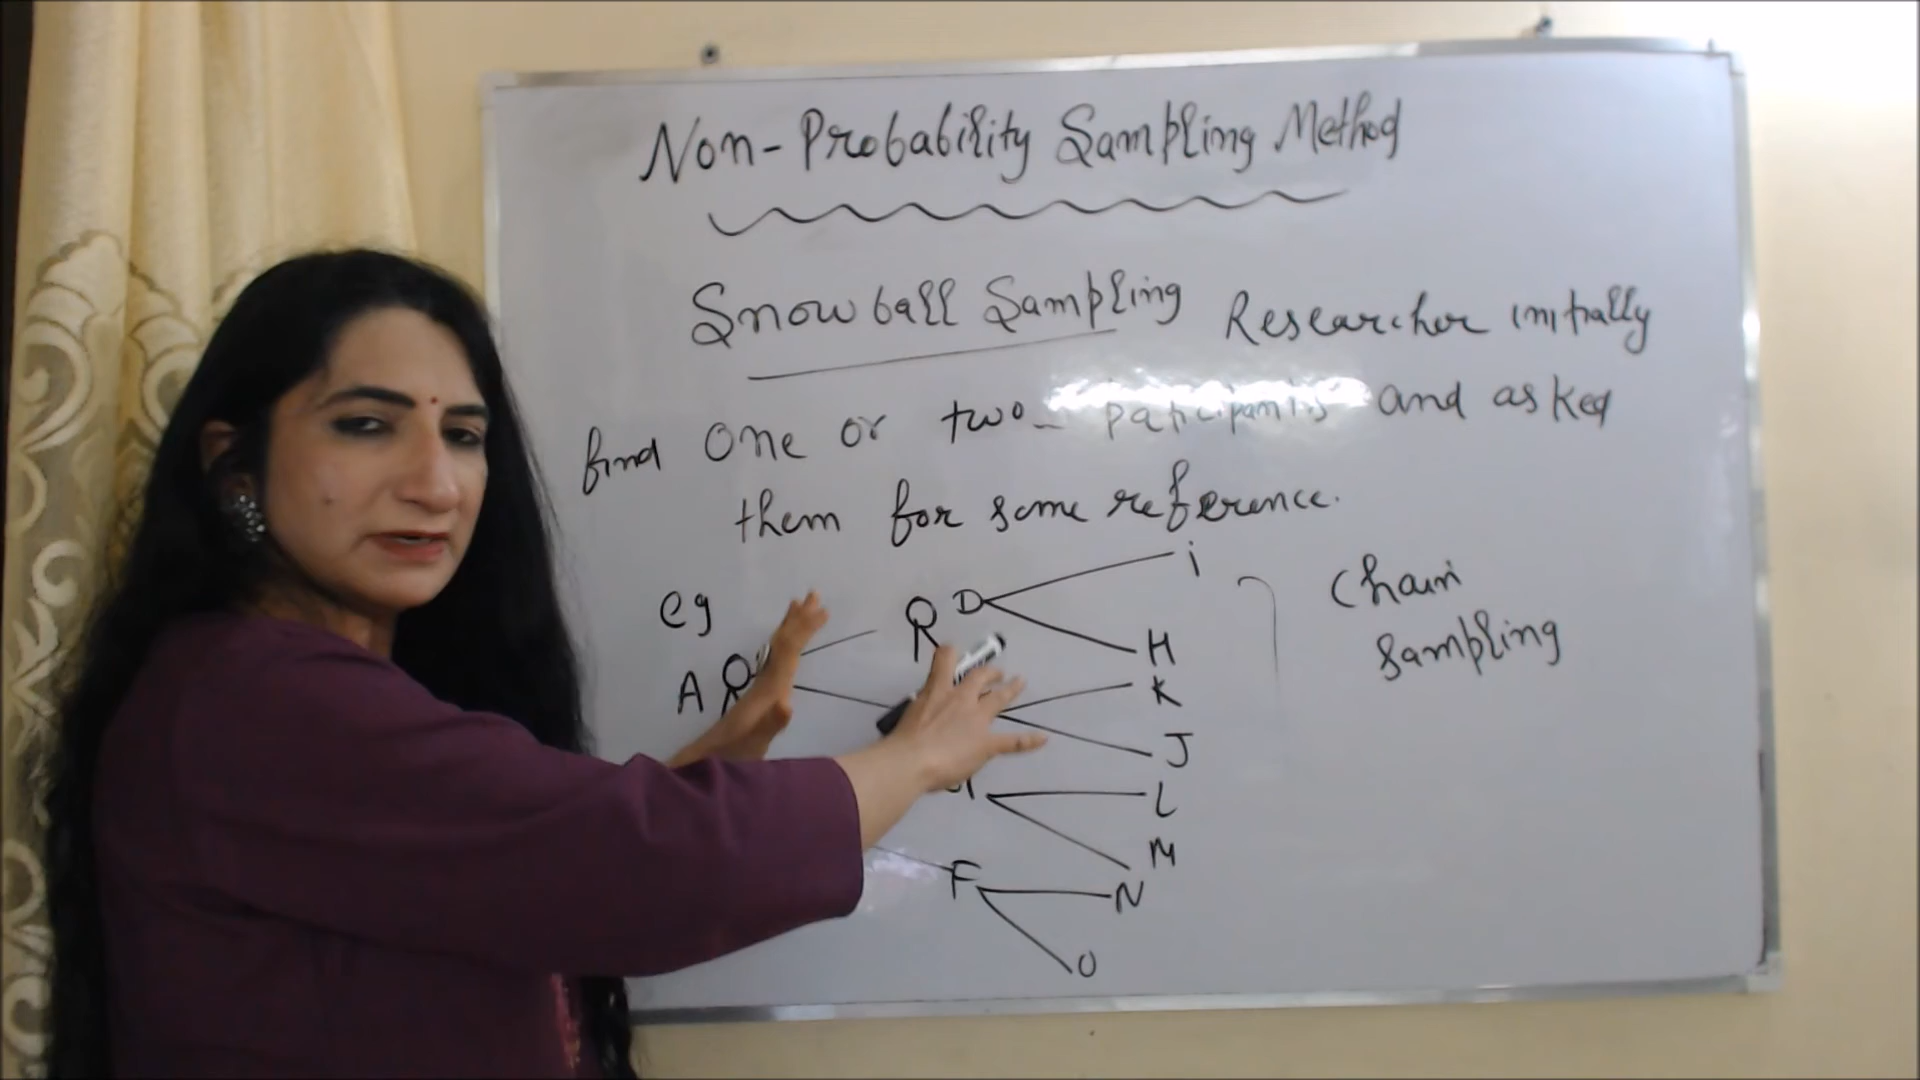 Non-Probability Sampling Method
Snowball Sampling Researcher initially
find one or two paticipants and asked
them for some reference.
eg
D i
A
H
K
J
L
M
F N
O
Chain
sampling